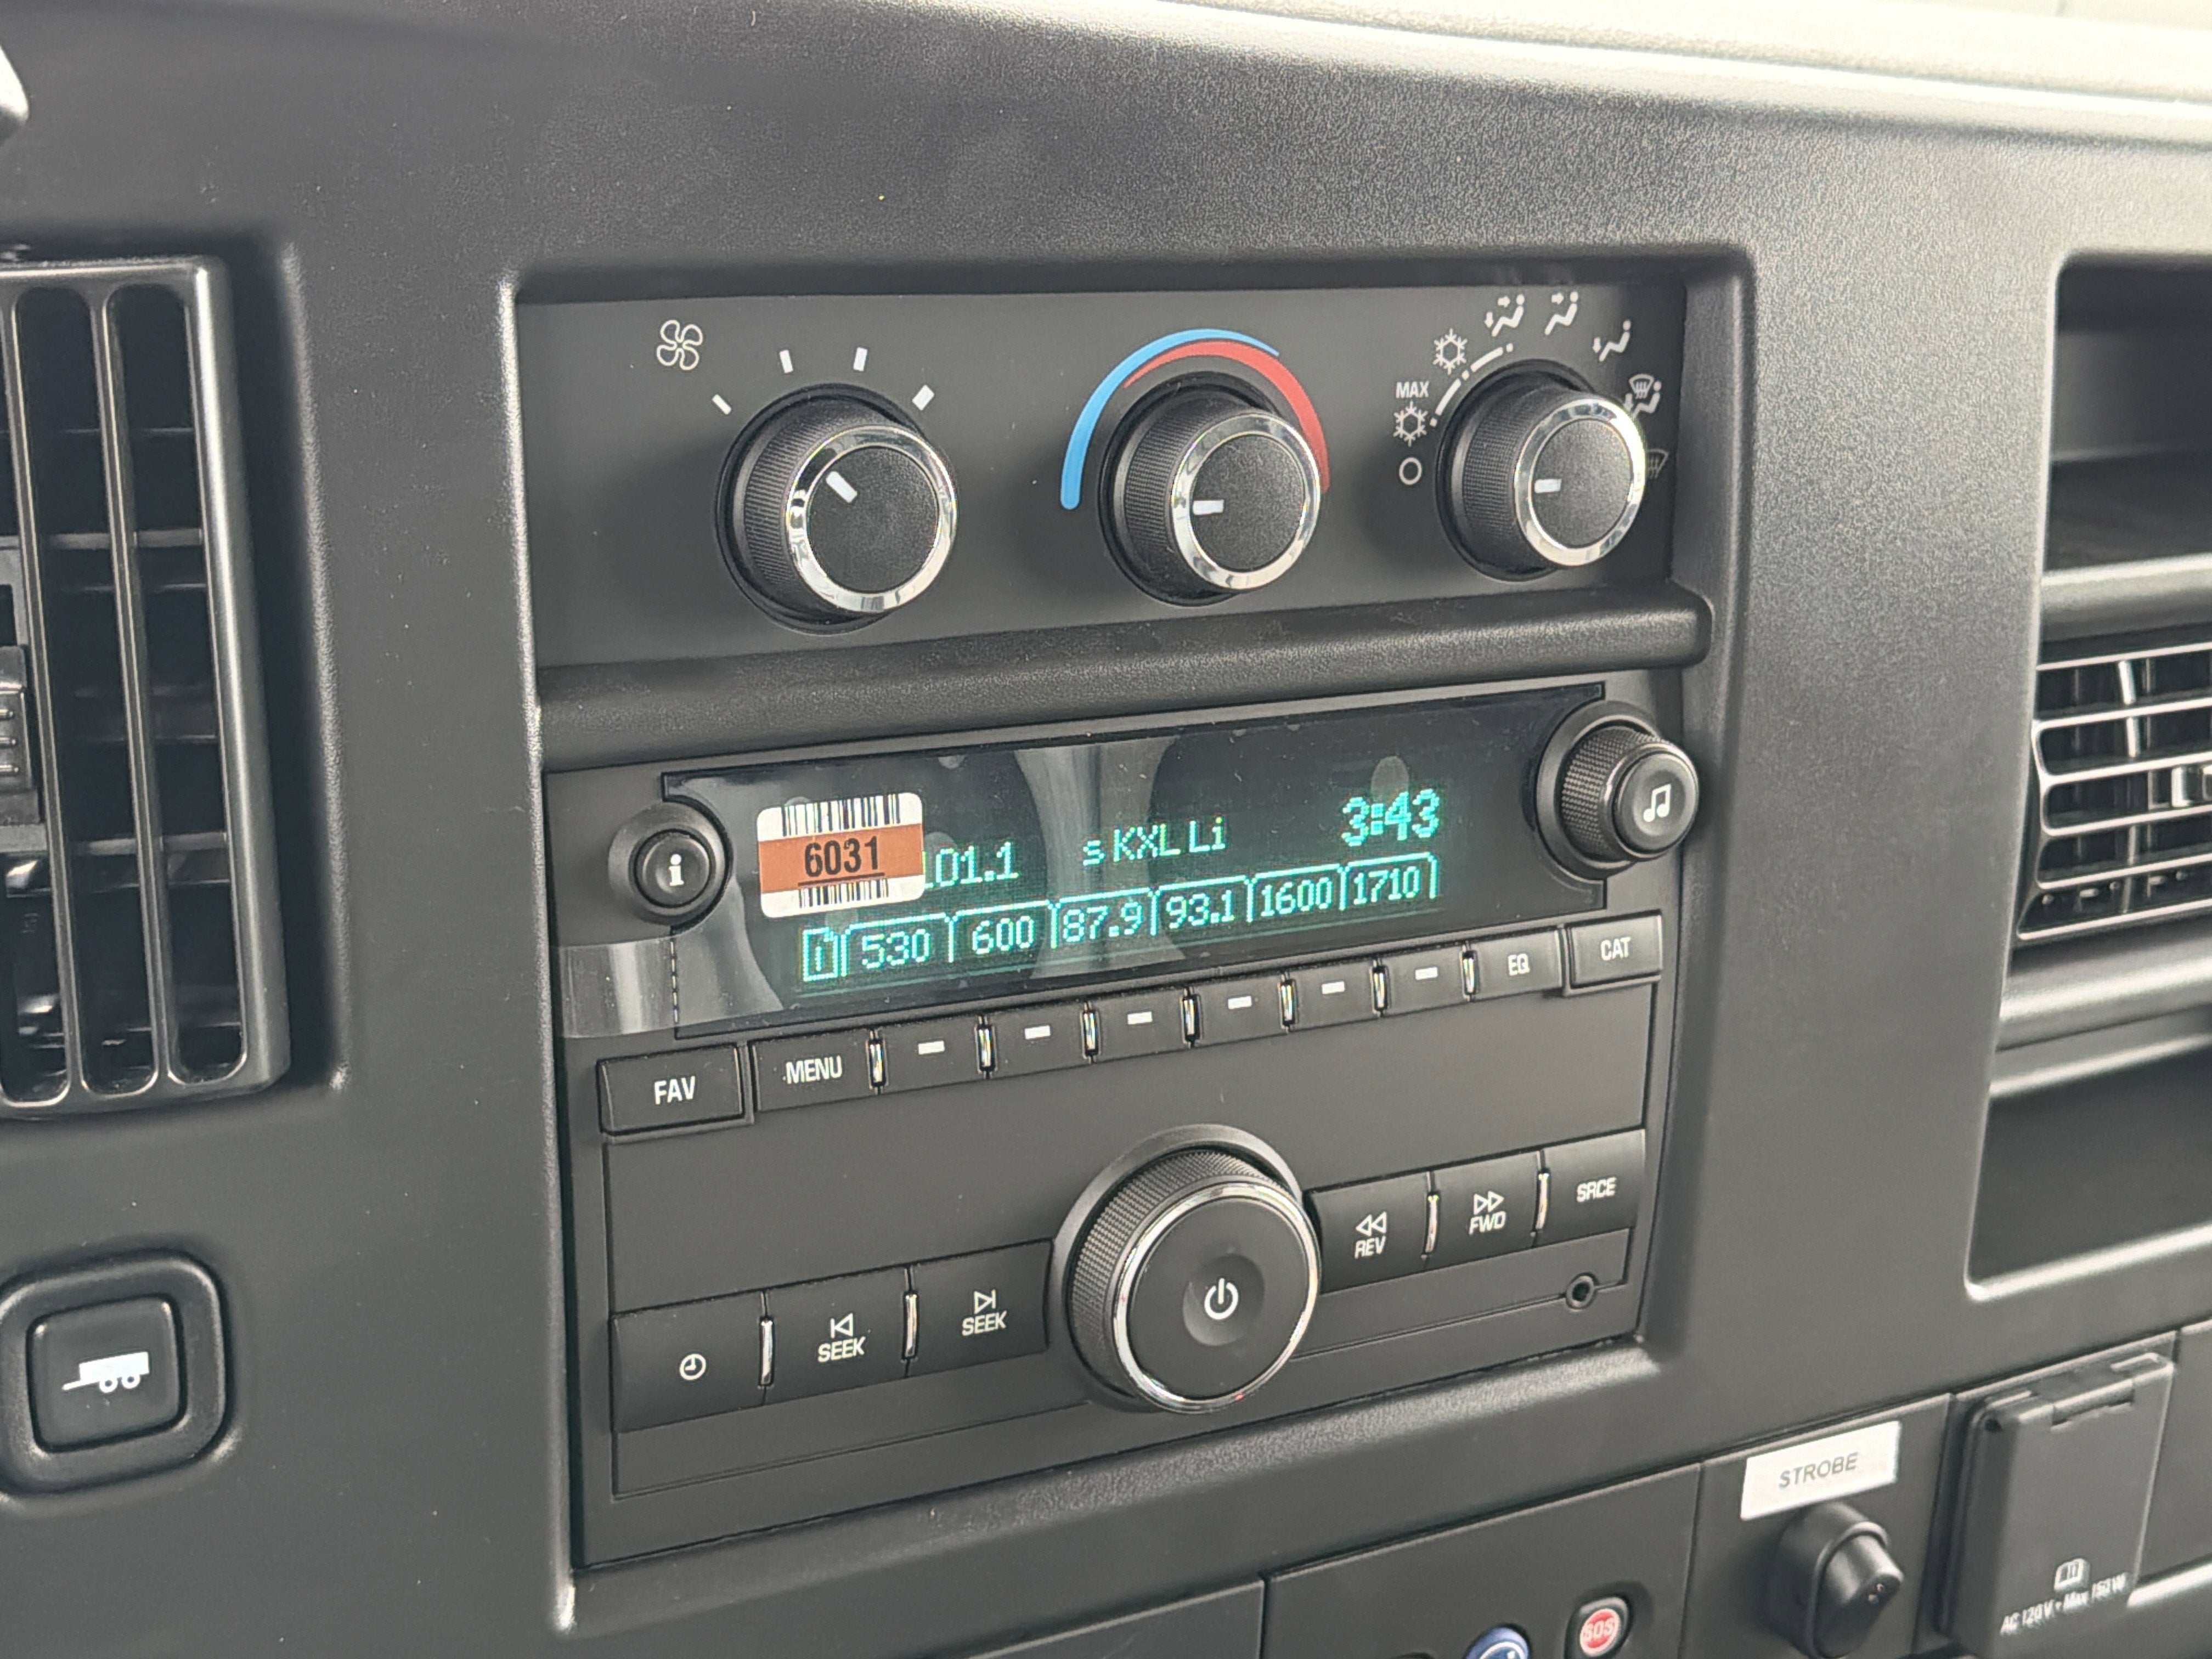 MAX
6031
101.1 s KXL Li 3:43
530 600 87.9 93.1 1600 1710
FAV MENU EQ CAT
SEEK SEEK REV FWD SRCE
STROBE
SOS
AC 120V - Max 150W